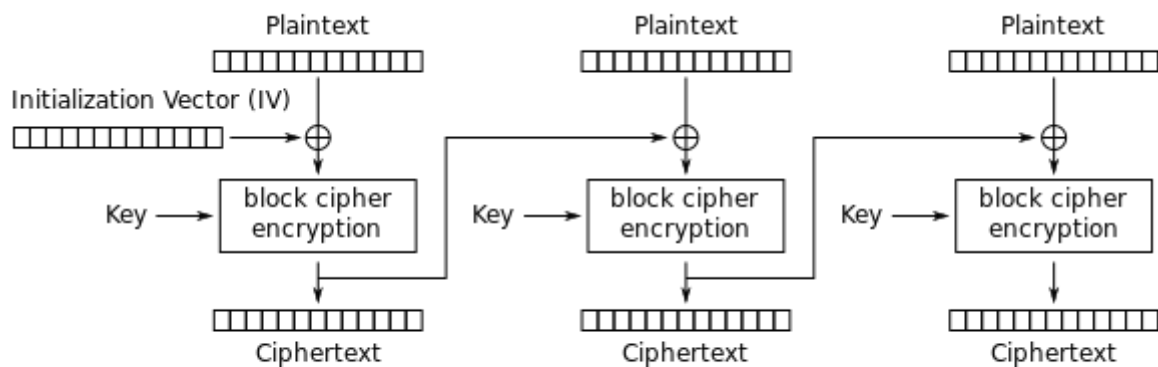 Plaintext
Plaintext
Plaintext
Initialization Vector (IV)
Key
block cipher
encryption
Key
block cipher
encryption
Key
block cipher
encryption
Ciphertext
Ciphertext
Ciphertext